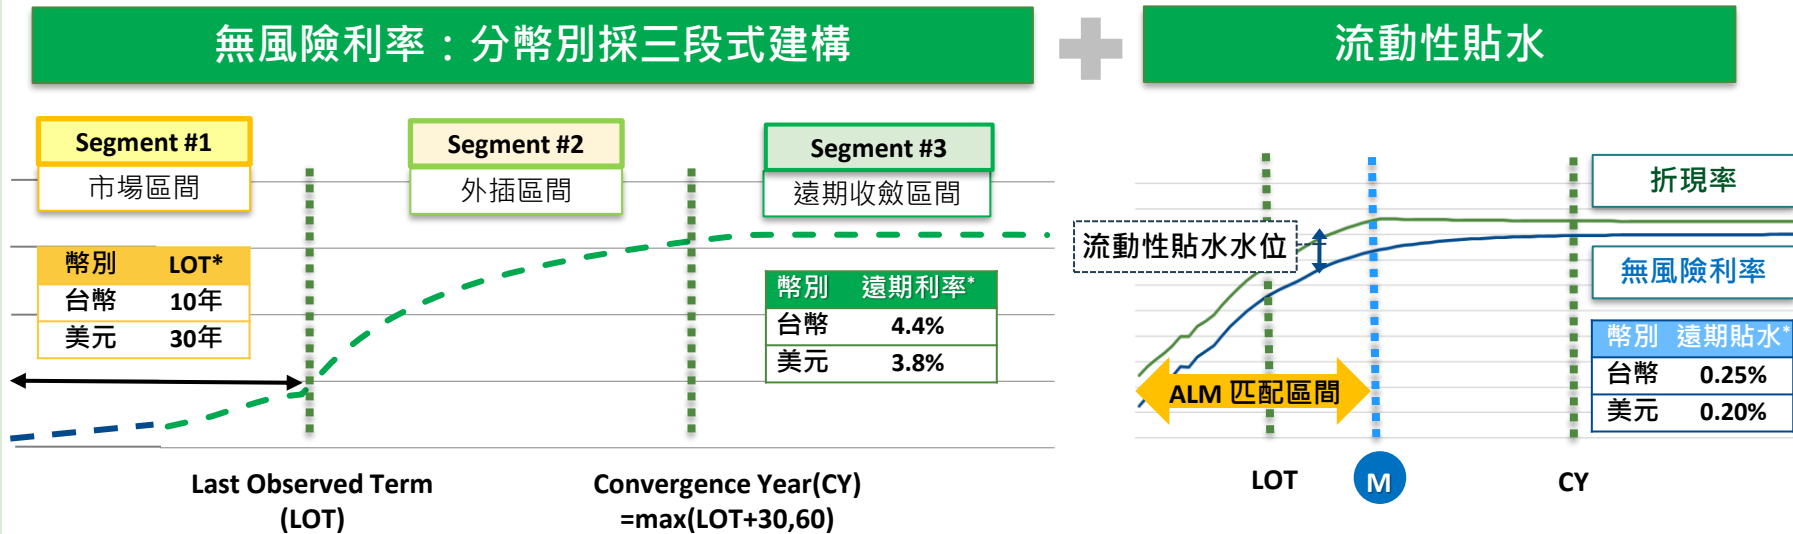 無風險利率：分幣別採三段式建構
流動性貼水
Segment #1
市場區間
Segment #2
外插區間
Segment #3
遠期收斂區間
幣別 LOT*
台幣 10年
美元 30年
幣別 遠期利率*
台幣 4.4%
美元 3.8%
Last Observed Term
(LOT)
Convergence Year(CY)
=max(LOT+30,60)
折現率
流動性貼水水位
無風險利率
幣別 遠期貼水*
台幣 0.25%
美元 0.20%
ALM 匹配區間
LOT
M
CY